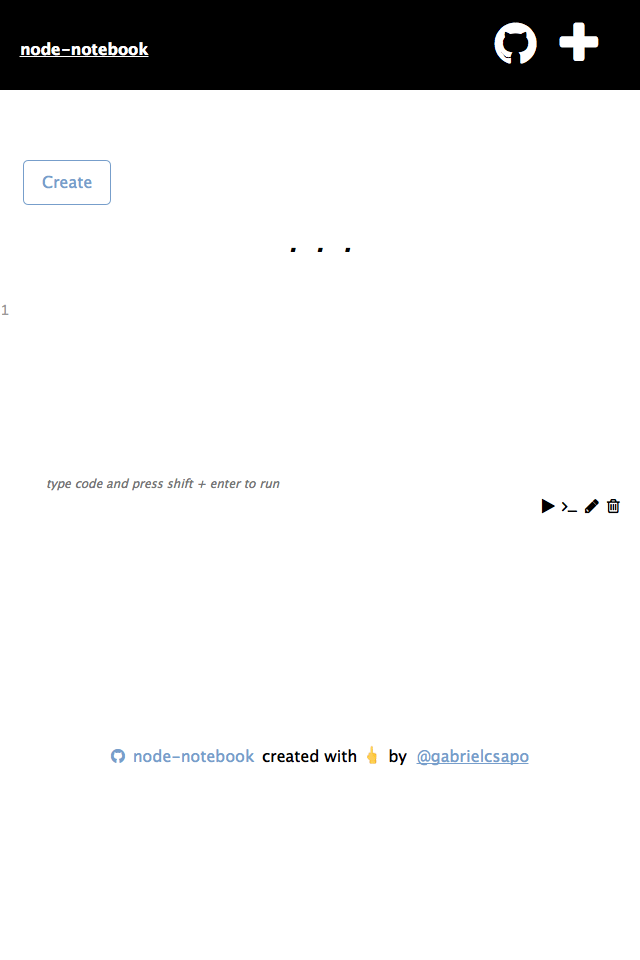 node-notebook
Create
. . .
1
type code and press shift + enter to run
node-notebook created with 👆 by @gabrielcsapo